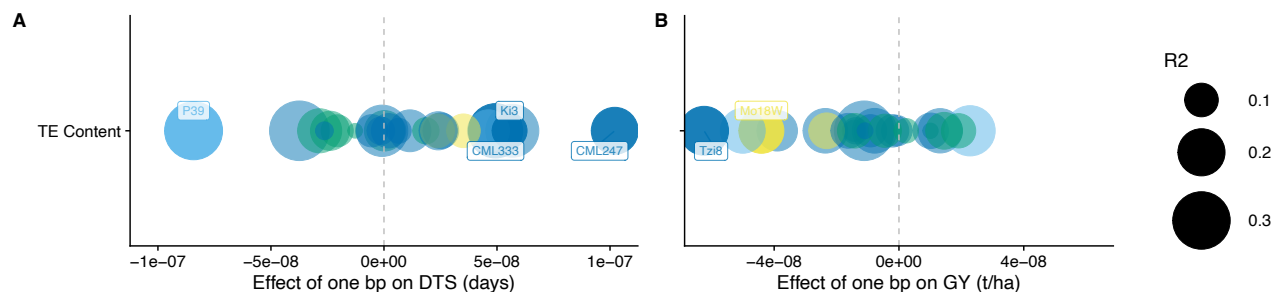 A
B
P39
Ki3
CML333
CML247
Mo18W
Tzi8
TE Content
−1e−07
−5e−08
0e+00
5e−08
1e−07
Effect of one bp on DTS (days)
−4e−08
0e+00
4e−08
Effect of one bp on GY (t/ha)
R2
0.1
0.2
0.3